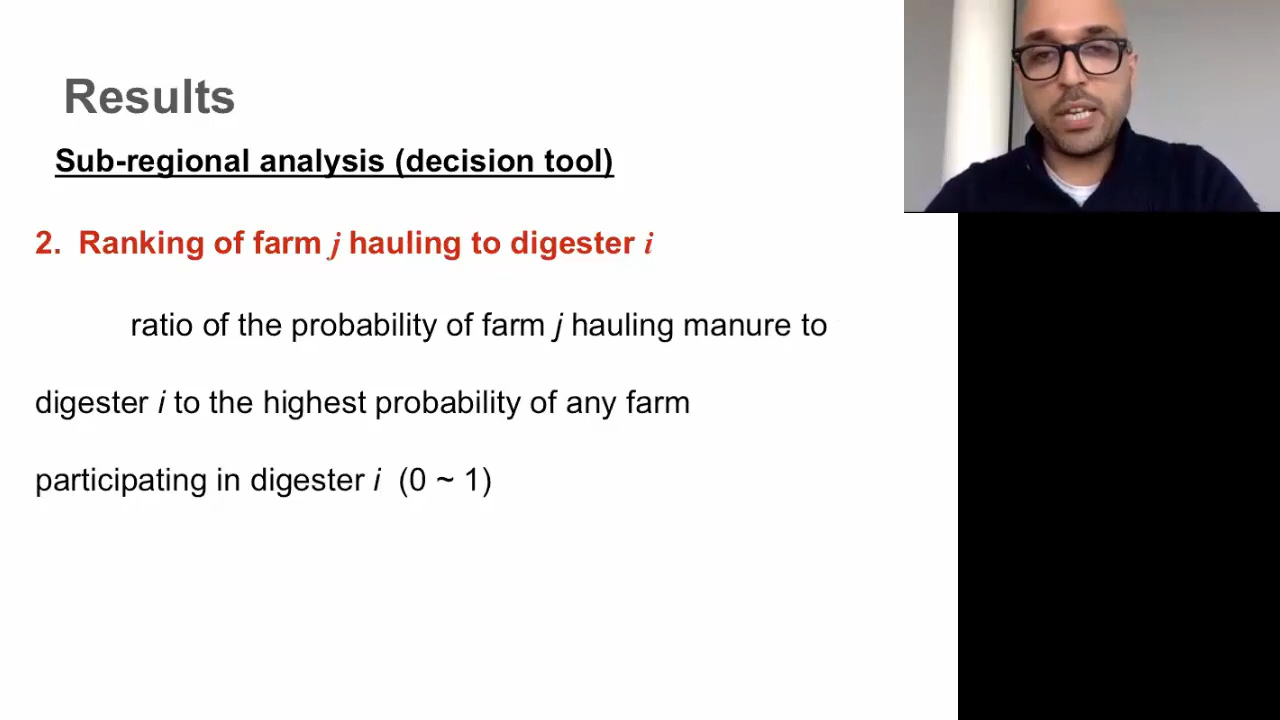 Results
Sub-regional analysis (decision tool)
2. Ranking of farm j hauling to digester i
ratio of the probability of farm j hauling manure to
digester i to the highest probability of any farm
participating in digester i (0 ~ 1)